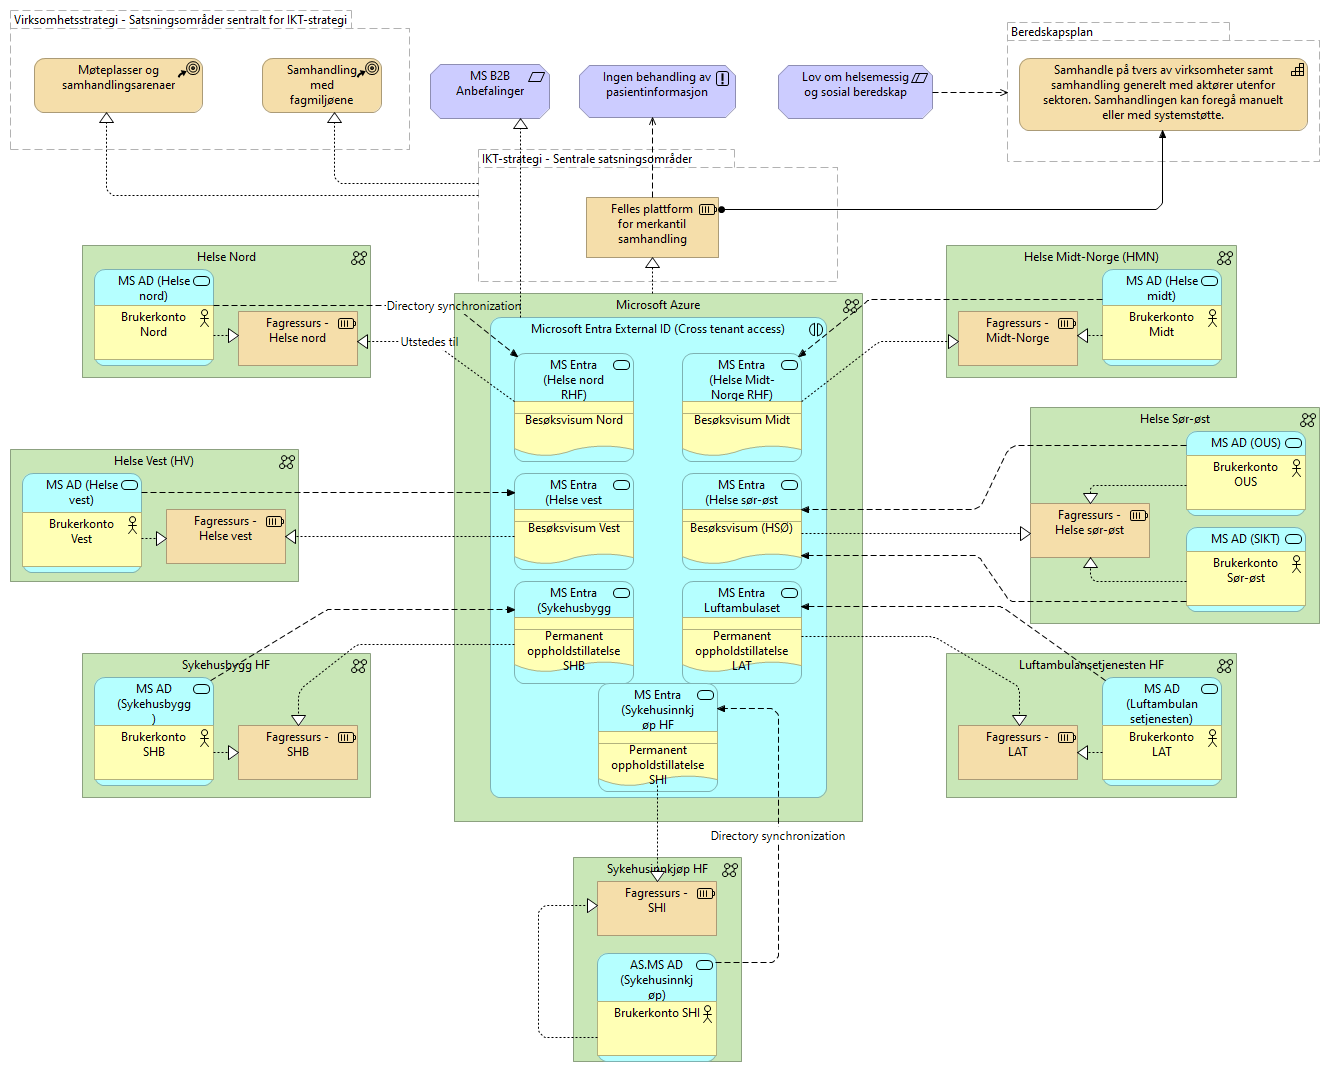 Virksomhetsstrategi - Satsningsområder sentralt for IKT-strategi
Møteplasser og
samhandlingsarenaer
Samhandling
med
fagmiljøene
MS B2B
Anbefalinger
Ingen behandling av
pasientinformasjon
Lov om helsemessig
og sosial beredskap
Beredskapsplan
Samhandle på tvers av virksomheter samt
samhandling generelt med aktører utenfor
sektoren. Samhandlingen kan foregå manuelt
eller med systemstøtte.
IKT-strategi - Sentrale satsningsområder
Felles plattform
for merkantil
samhandling
Helse Nord
MS AD (Helse
nord)
Brukerkonto
Nord
Fagressurs -
Helse nord
Directory synchronization
Utstedes til
Microsoft Azure
Microsoft Entra External ID (Cross tenant access)
MS Entra
(Helse nord
RHF)
Besøksvisum Nord
MS Entra
(Helse Midt-
Norge RHF)
Besøksvisum Midt
Helse Midt-Norge (HMN)
MS AD (Helse
midt)
Brukerkonto
Midt
Fagressurs -
Midt-Norge
Helse Vest (HV)
MS AD (Helse
vest)
Brukerkonto
Vest
Fagressurs -
Helse vest
MS Entra
(Helse vest
Besøksvisum Vest
MS Entra
(Helse sør-øst
Besøksvisum (HSØ)
Helse Sør-øst
MS AD (OUS)
Brukerkonto
OUS
Fagressurs -
Helse sør-øst
MS AD (SIKT)
Brukerkonto
Sør-øst
MS Entra
(Sykehusbygg
Permanent
oppholdstillatelse
SHB
MS Entra
Luftambulaset
Permanent
oppholdstillatelse
LAT
Sykehusbygg HF
MS AD
(Sykehusbygg
)
Brukerkonto
SHB
Fagressurs -
SHB
MS Entra
(Sykehusinnkj
øp HF
Permanent
oppholdstillatelse
SHI
Luftambulansetjenesten HF
MS AD
(Luftambulan
setjenesten)
Brukerkonto
LAT
Fagressurs -
LAT
Directory synchronization
Sykehusinnkjøp HF
Fagressurs -
SHI
AS.MS AD
(Sykehusinnkj
øp)
Brukerkonto SHI